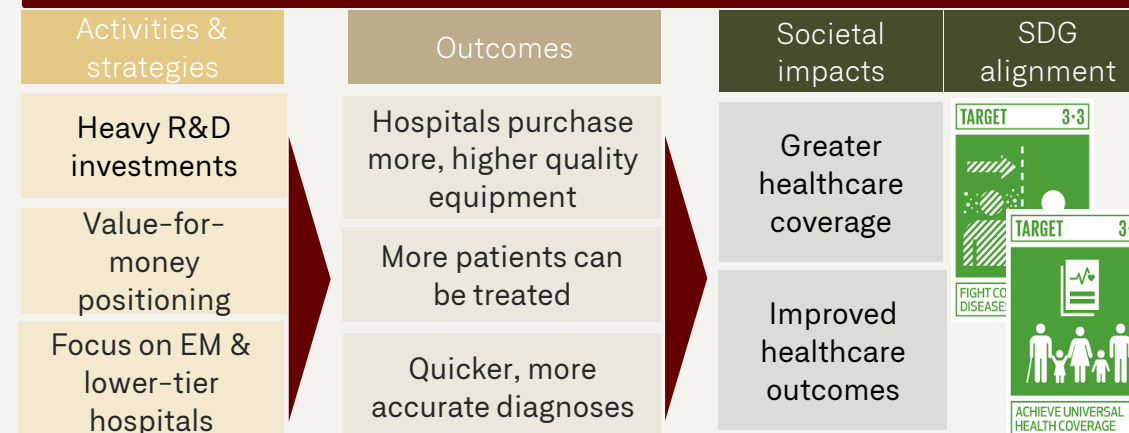 Activities &
strategies
Outcomes
Societal
impacts
SDG
alignment
Heavy R&D
investments
Value-for-
money
positioning
Focus on EM &
lower-tier
hospitals
Hospitals purchase
more, higher quality
equipment
More patients can
be treated
Quicker, more
accurate diagnoses
Greater
healthcare
coverage
Improved
healthcare
outcomes
TARGET 3·3
FIGHT
TARGET
ACHIEVE UNIVERSAL
HEALTH COVERAGE